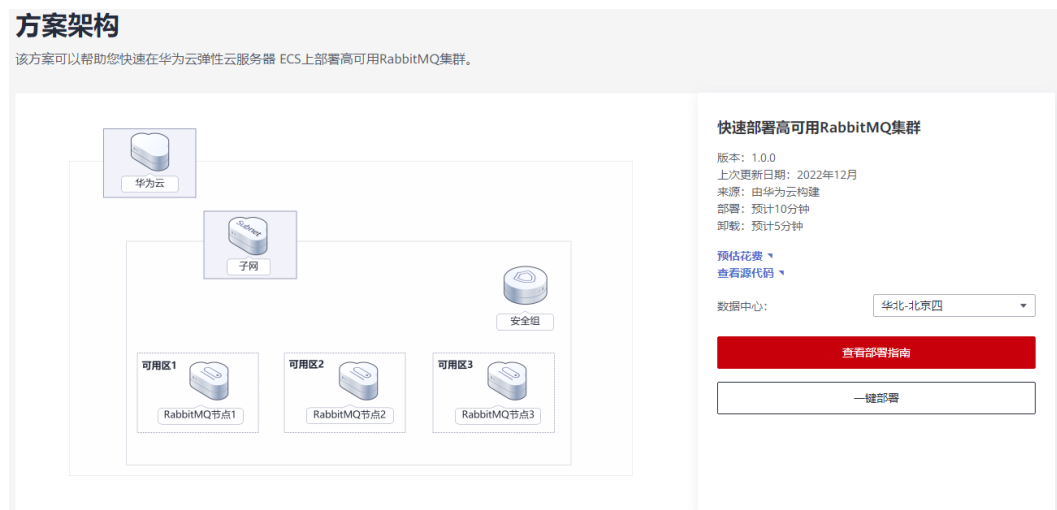 方案架构
该方案可以帮助您快速在华为云弹性云服务器 ECS上部署高可用RabbitMQ集群。
华为云
Subnet
子网
安全组
可用区1
RabbitMQ节点1
可用区2
RabbitMQ节点2
可用区3
RabbitMQ节点3
快速部署高可用RabbitMQ集群
版本：1.0.0
上次更新日期：2022年12月
来源：由华为云构建
部署：预计10分钟
卸载：预计5分钟
预估花费
查看源代码
数据中心：
华北-北京四
查看部署指南
一键部署